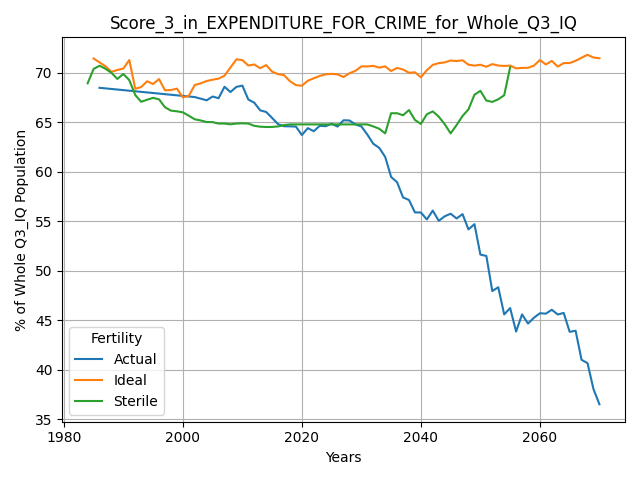 Score_3_in_EXPENDITURE_FOR_CRIME_for_Whole_Q3_IQ
% of Whole Q3_IQ Population
70
65
60
55
50
45
40
35
Fertility
Actual
Ideal
Sterile
1980 2000 2020 2040 2060
Years